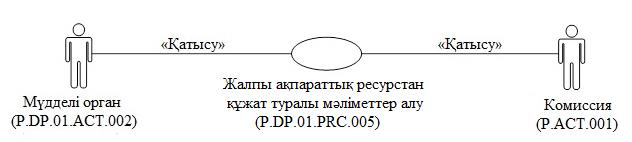 «Қатысу»
«Қатысу»
Мүдделі орган
(P.DP.01.ACT.002)
Жалпы ақпараттық ресурстан
құжат туралы мәліметтер алу
(P.DP.01.PRC.005)
Комиссия
(P.ACT.001)